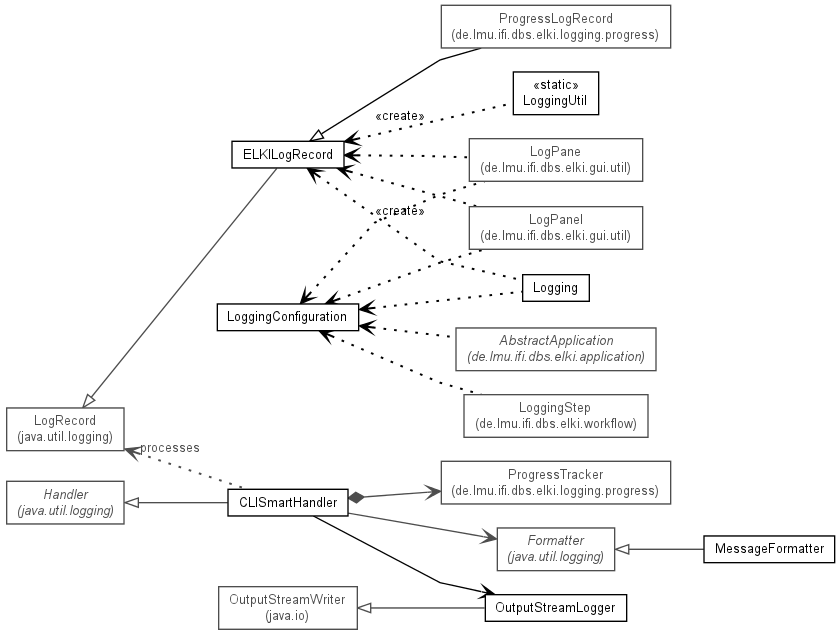 ProgressLogRecord
(de.lmu.ifi.dbs.elki.logging.progress)
«static»
LoggingUtil
«create»
ELKILogRecord
LogPane
(de.lmu.ifi.dbs.elki.gui.util)
«create»
LogPanel
(de.lmu.ifi.dbs.elki.gui.util)
Logging
LoggingConfiguration
AbstractApplication
(de.lmu.ifi.dbs.elki.application)
LoggingStep
(de.lmu.ifi.dbs.elki.workflow)
LogRecord
(java.util.logging)
processes
ProgressTracker
(de.lmu.ifi.dbs.elki.logging.progress)
Handler
(java.util.logging)
CLISmartHandler
Formatter
(java.util.logging)
MessageFormatter
OutputStreamWriter
(java.io)
OutputStreamLogger